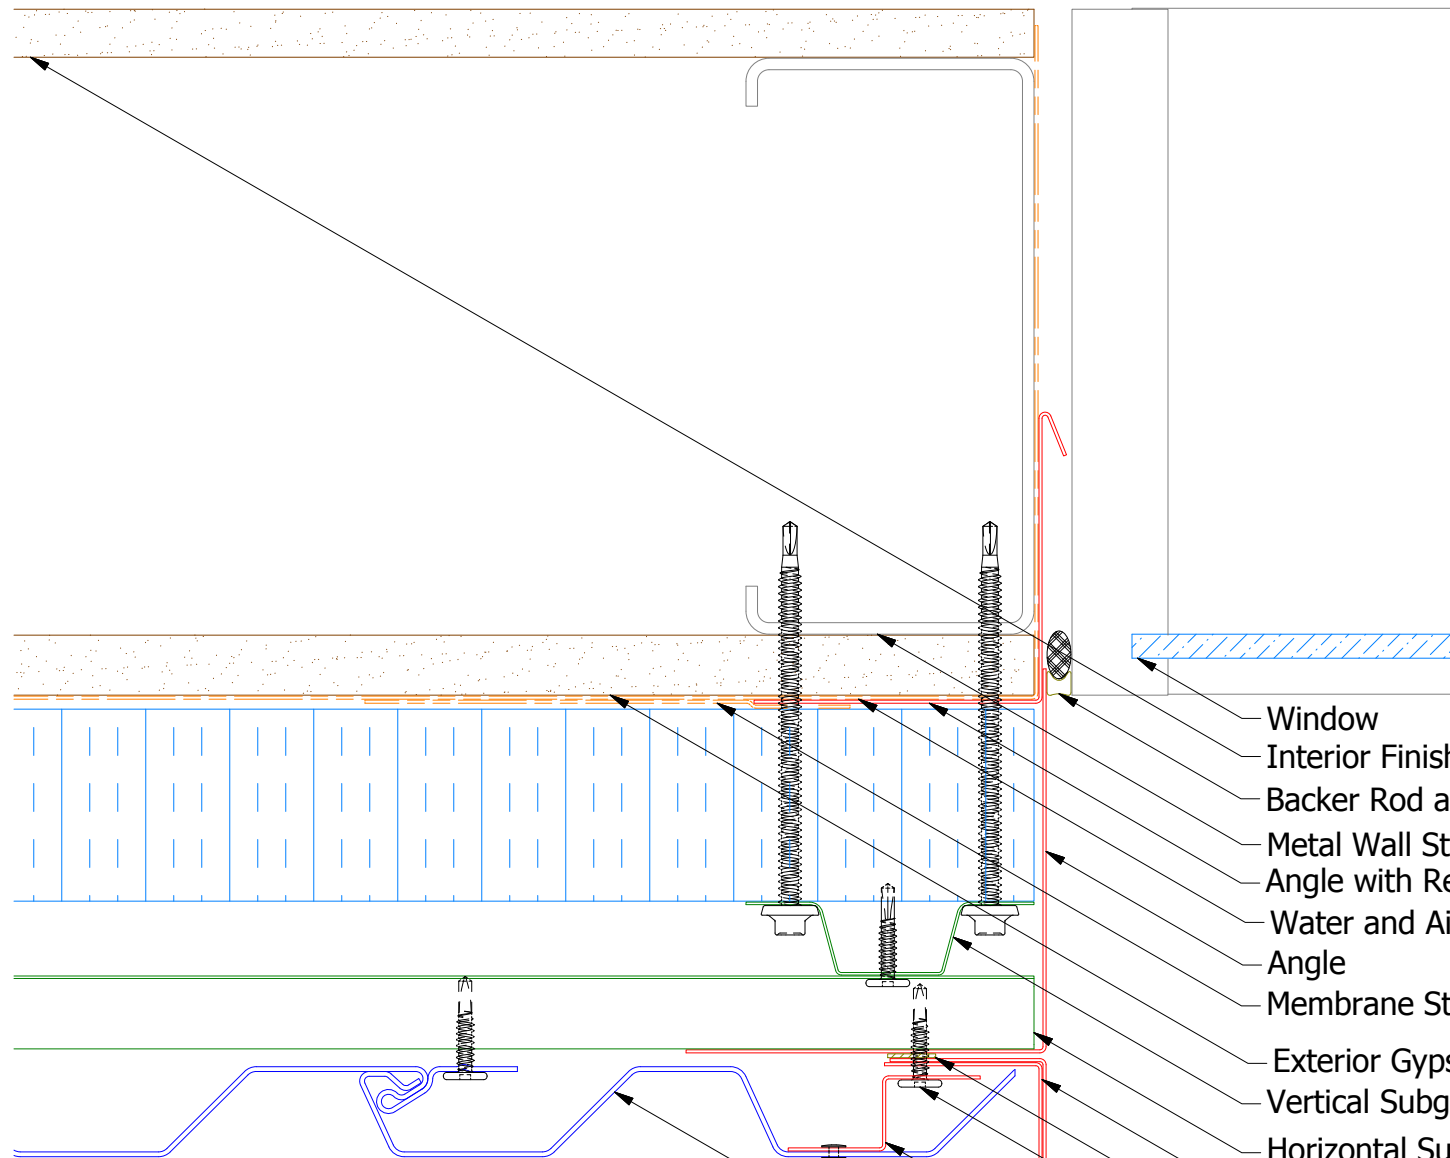 Window
Interior Finish
Backer Rod a
Metal Wall St
Angle with Re
Water and Ai
Angle
Membrane St
Exterior Gyps
Vertical Subg
Horizontal Su